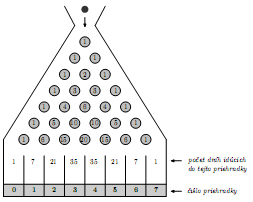 1
1 1
1 2 1
1 3 3 1
1 4 6 4 1
1 5 10 10 5 1
1 6 15 20 15 6 1
1 7 21 35 35 21 7 1
počet dráh idúcich
do tejto priehradky
0 1 2 3 4 5 6 7
číslo priehradky